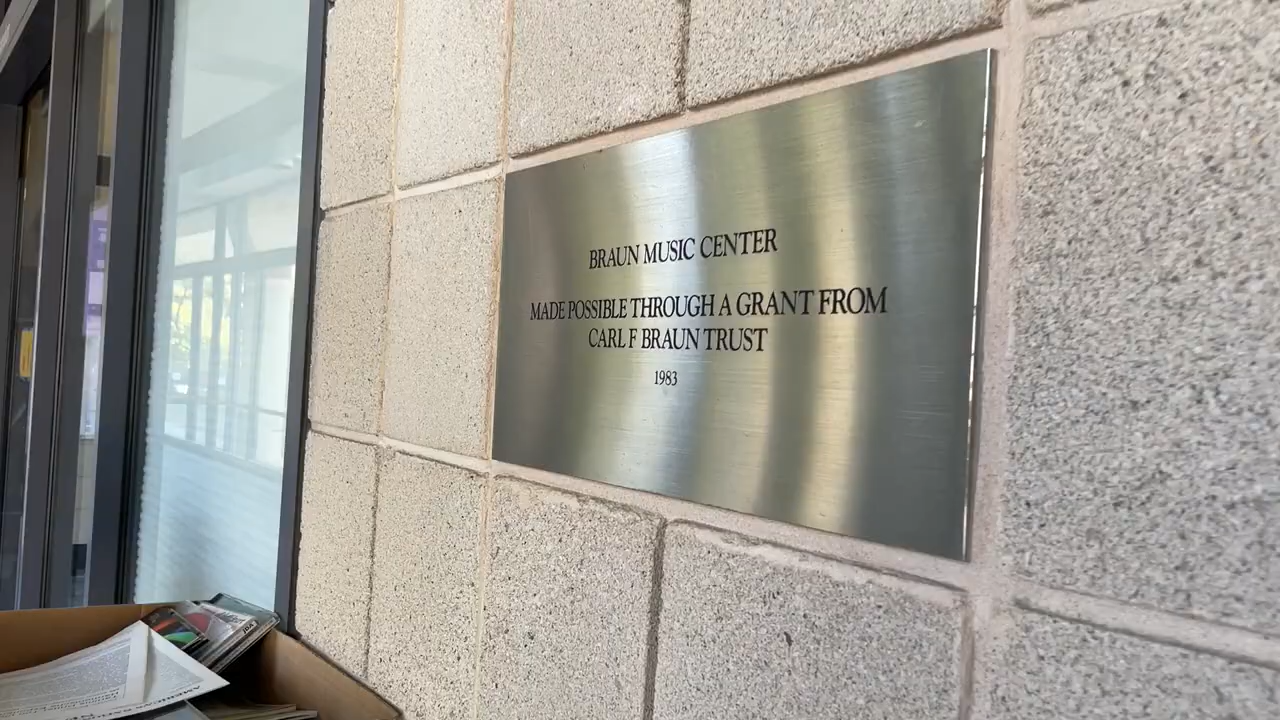 BRAUN MUSIC CENTER
MADE POSSIBLE THROUGH A GRANT FROM
CARL F BRAUN TRUST
1983